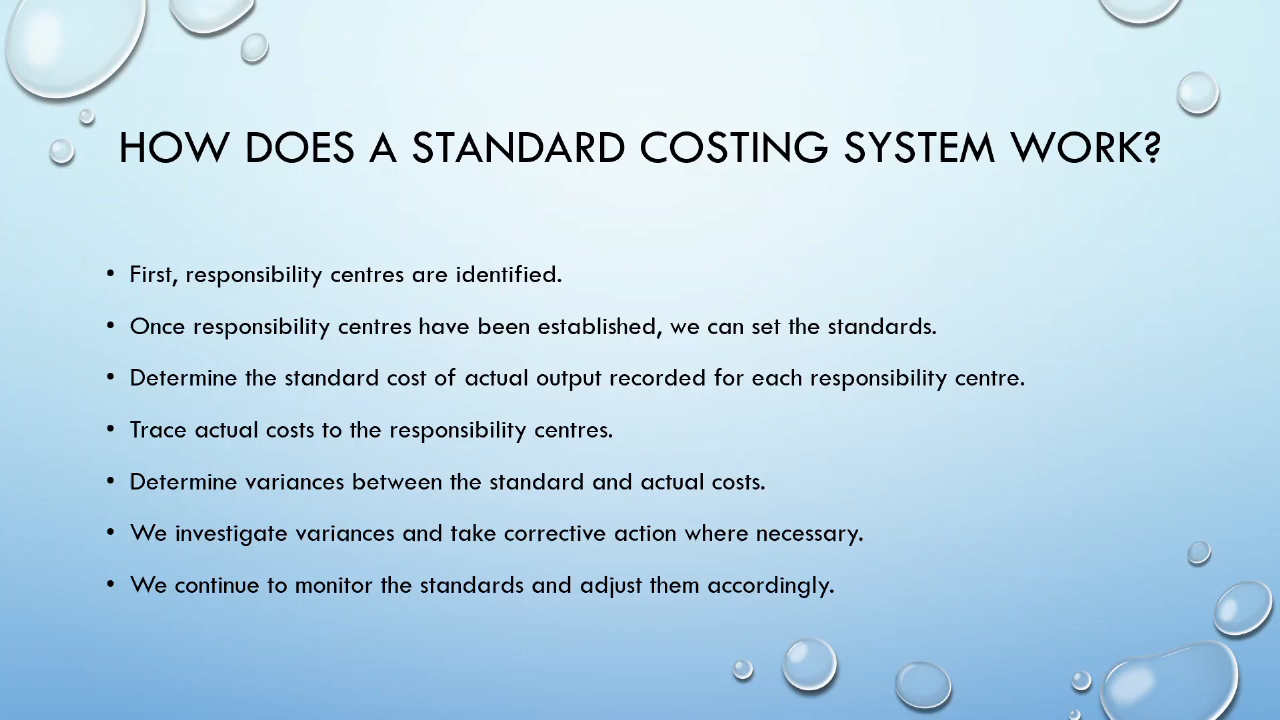 HOW DOES A STANDARD COSTING SYSTEM WORK?
• First, responsibility centres are identified.
• Once responsibility centres have been established, we can set the standards.
• Determine the standard cost of actual output recorded for each responsibility centre.
• Trace actual costs to the responsibility centres.
• Determine variances between the standard and actual costs.
• We investigate variances and take corrective action where necessary.
• We continue to monitor the standards and adjust them accordingly.